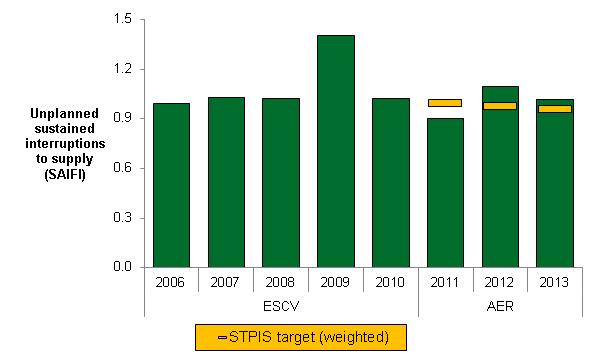 1.5
1.2
0.9
0.6
0.3
0.0
Unplanned
sustained
interruptions
to supply
(SAIFI)
2006 2007 2008 2009 2010 2011 2012 2013
ESCV AER
STPIS target (weighted)